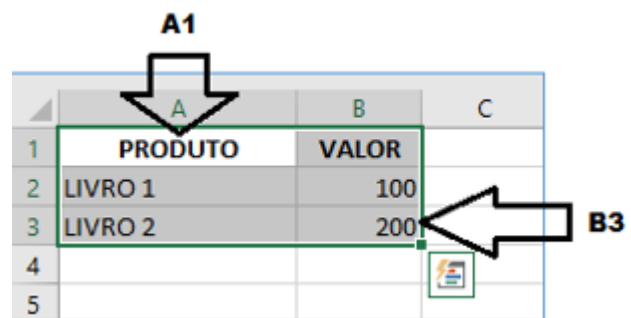 A1
A B C
1 PRODUTO VALOR
2 LIVRO 1 100
3 LIVRO 2 200 B3
4
5